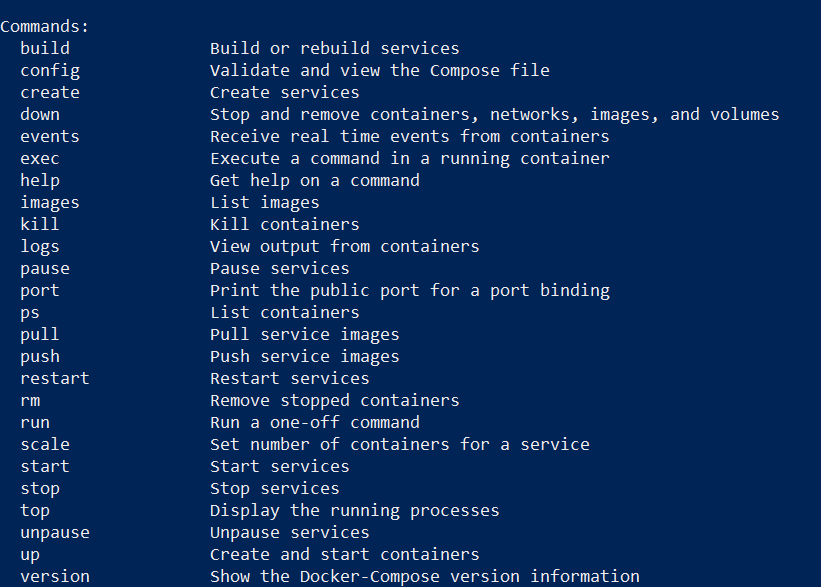 Commands:
  build              Build or rebuild services
  config             Validate and view the Compose file
  create             Create services
  down               Stop and remove containers, networks, images, and volumes
  events             Receive real time events from containers
  exec               Execute a command in a running container
  help               Get help on a command
  images             List images
  kill               Kill containers
  logs               View output from containers
  pause              Pause services
  port               Print the public port for a port binding
  ps                 List containers
  pull               Pull service images
  push               Push service images
  restart            Restart services
  rm                 Remove stopped containers
  run                Run a one-off command
  scale              Set number of containers for a service
  start              Start services
  stop               Stop services
  top                Display the running processes
  unpause            Unpause services
  up                 Create and start containers
  version            Show the Docker-Compose version information